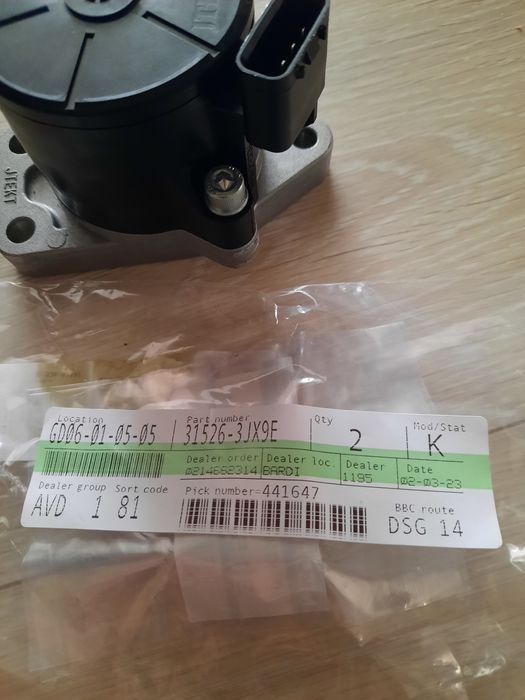 JTEKT
JTEKT
Location
GD06-01-05-05
Part number
31526-3JX9E
Qty
2
Mod/Stat
K
Dealer order
0214652314
Dealer loc.
BARDI
Dealer
1195
Date
02-03-23
Dealer group
AVD 1
Sort code
81
Pick number=441647
BBC route
DSG 14